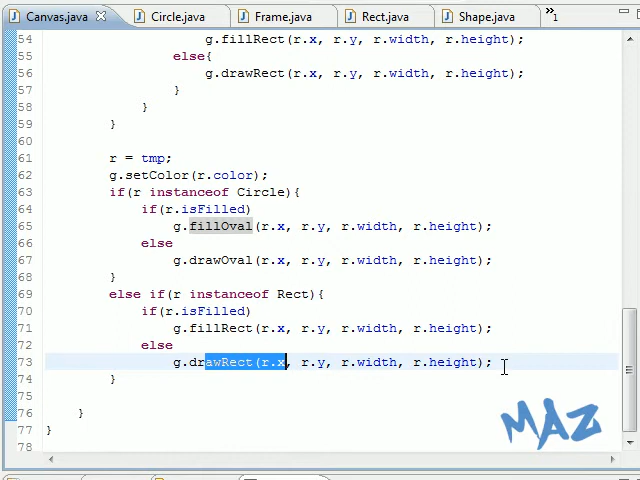 Canvas.java Circle.java Frame.java Rect.java Shape.java »1
54 g.fillRect(r.x, r.y, r.width, r.height);
55 else{
56 g.drawRect(r.x, r.y, r.width, r.height);
57 }
58 }
59 }
60
61 r = tmp;
62 g.setColor(r.color);
63 if(r instanceof Circle){
64 if(r.isFilled)
65 g.fillOval(r.x, r.y, r.width, r.height);
66 else
67 g.drawOval(r.x, r.y, r.width, r.height);
68 }
69 else if(r instanceof Rect){
70 if(r.isFilled)
71 g.fillRect(r.x, r.y, r.width, r.height);
72 else
73 g.drawRect(r.x, r.y, r.width, r.height);
74 }
75
76 }
77 }
78
MAZ